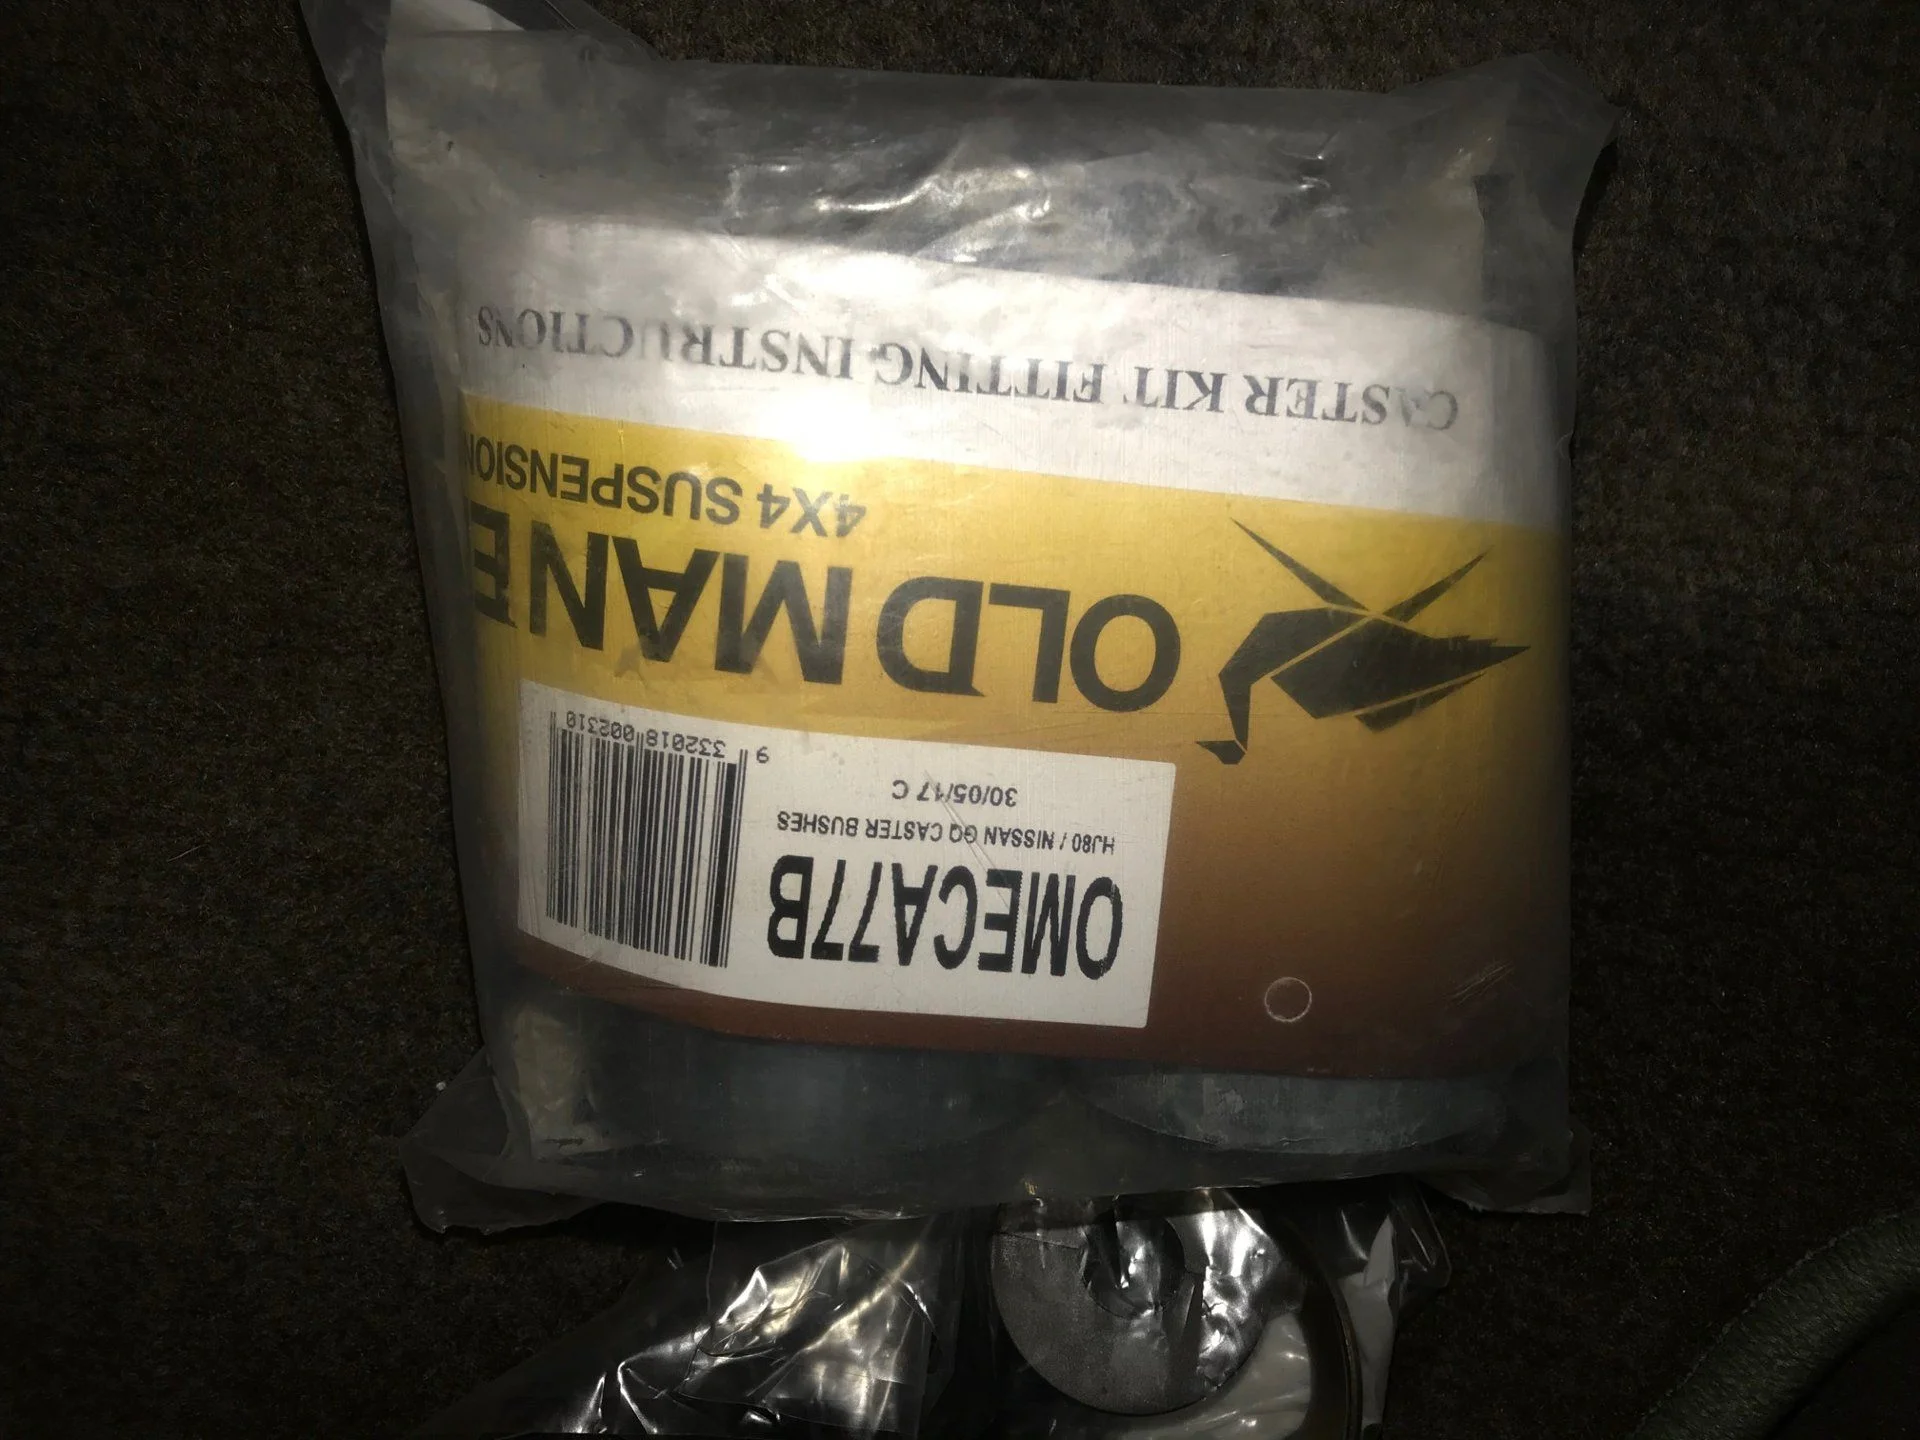 OMECA77B
HJ80 / NISSAN GQ CASTER BUSHES
30/05/17 C
9 332018 002310
OLD MAN E
4X4 SUSPENSION
CASTER KIT FITTING INSTRUCTIONS